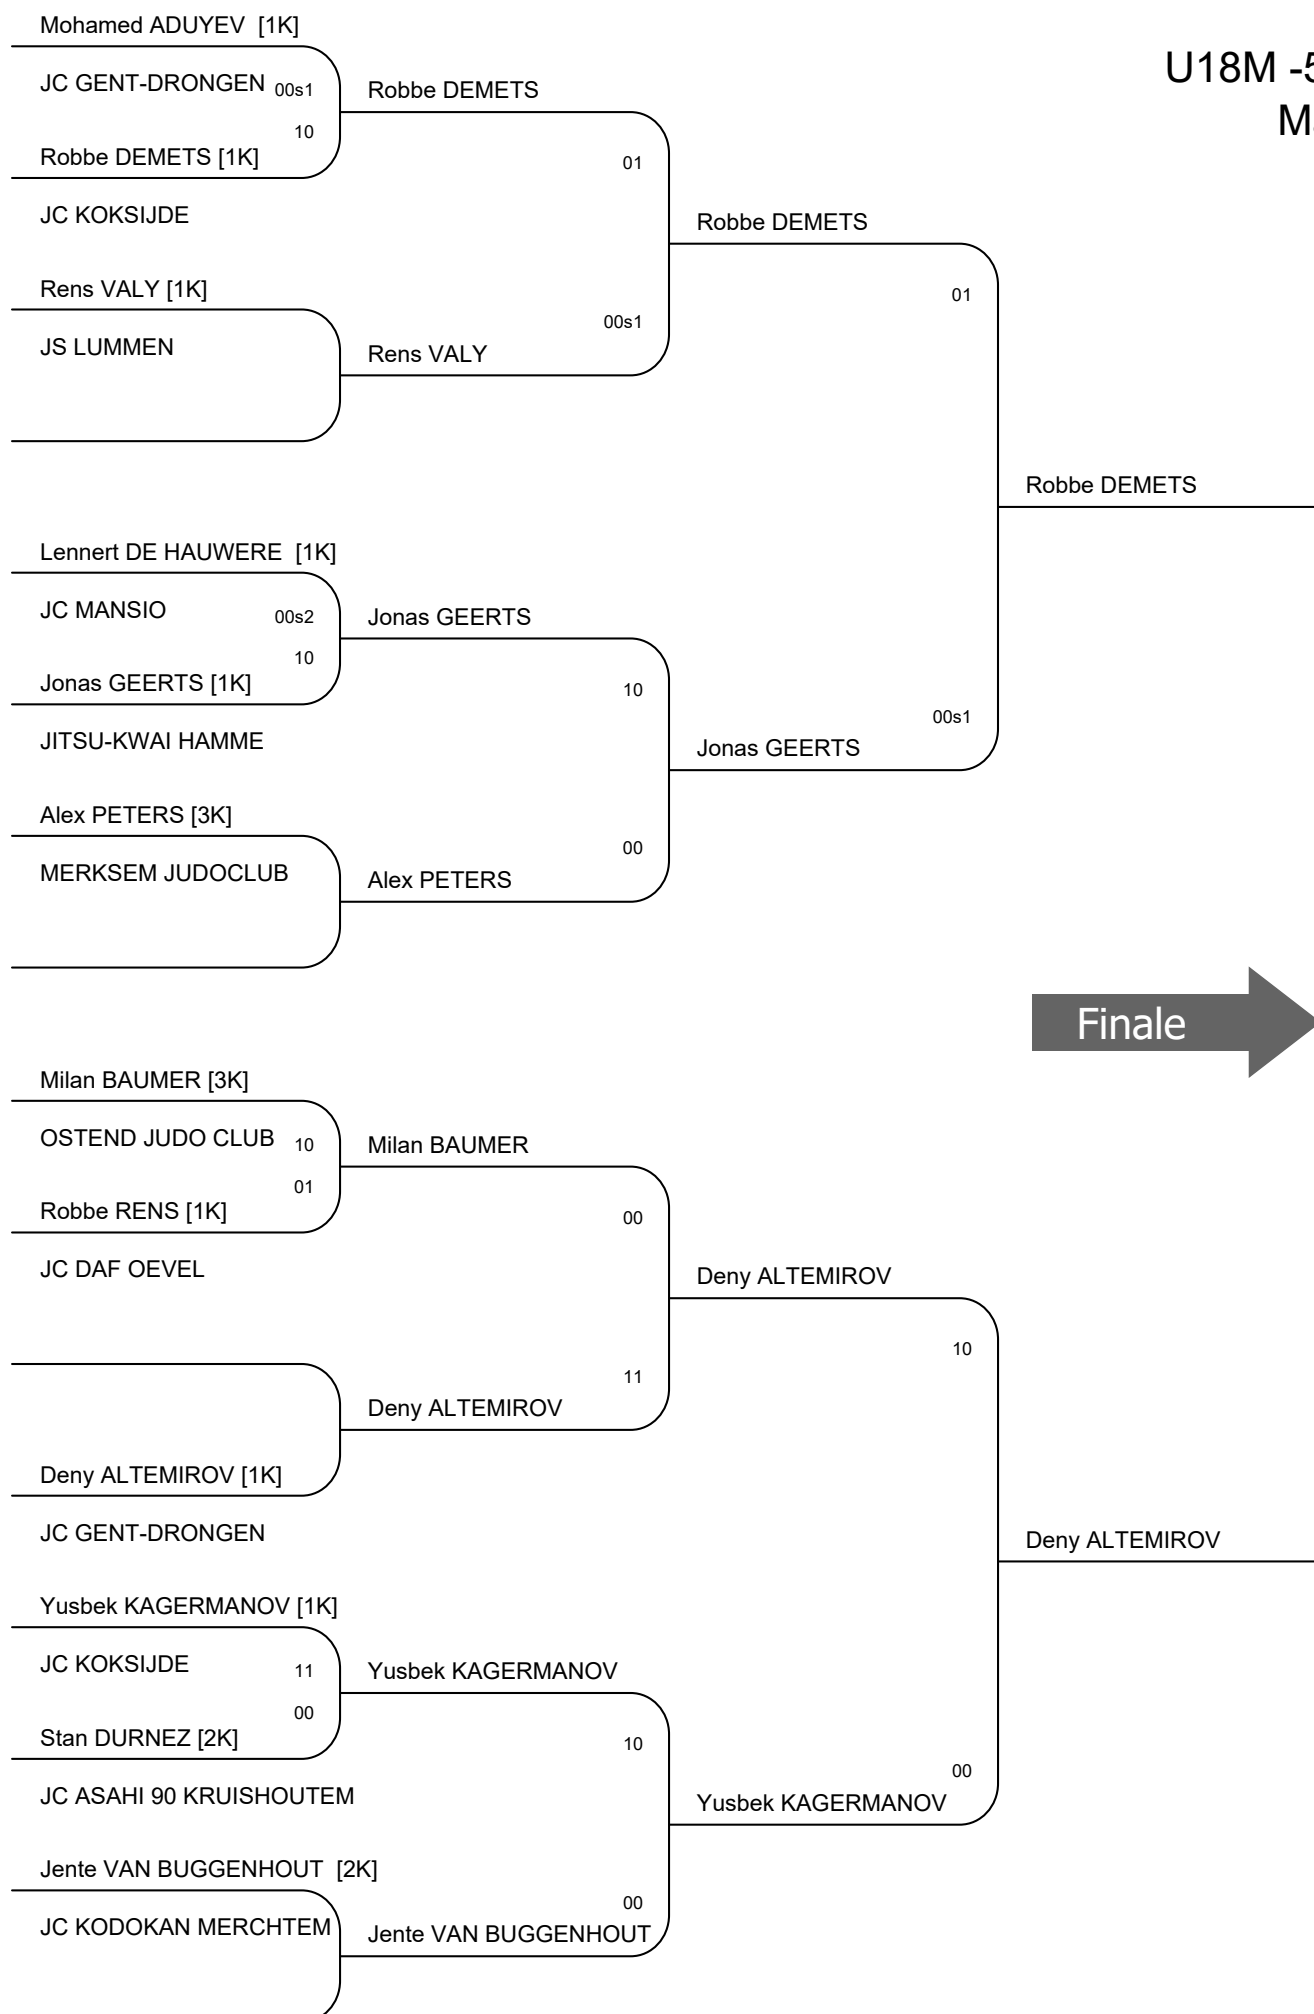 Mohamed ADUYEV [1K]
JC GENT-DRONGEN 00s1
Robbe DEMETS
U18M -5
10
Robbe DEMETS [1K]
01
JC KOKSIJDE
Robbe DEMETS
Rens VALY [1K]
01
JS LUMMEN
00s1
Rens VALY
Robbe DEMETS
Lennert DE HAUWERE [1K]
JC MANSIO 00s2
Jonas GEERTS
10
Jonas GEERTS [1K]
10
00s1
JITSU-KWAI HAMME
Jonas GEERTS
Alex PETERS [3K]
00
MERKSEM JUDOCLUB
Alex PETERS
Finale
Milan BAUMER [3K]
OSTEND JUDO CLUB 10
Milan BAUMER
01
Robbe RENS [1K]
00
JC DAF OEVEL
Deny ALTEMIROV
10
11
Deny ALTEMIROV
Deny ALTEMIROV [1K]
JC GENT-DRONGEN
Deny ALTEMIROV
Yusbek KAGERMANOV [1K]
JC KOKSIJDE 11
Yusbek KAGERMANOV
00
Stan DURNEZ [2K]
10
00
JC ASAHI 90 KRUISHOUTEM
Yusbek KAGERMANOV
Jente VAN BUGGENHOUT [2K]
00
JC KODOKAN MERCHTEM
Jente VAN BUGGENHOUT